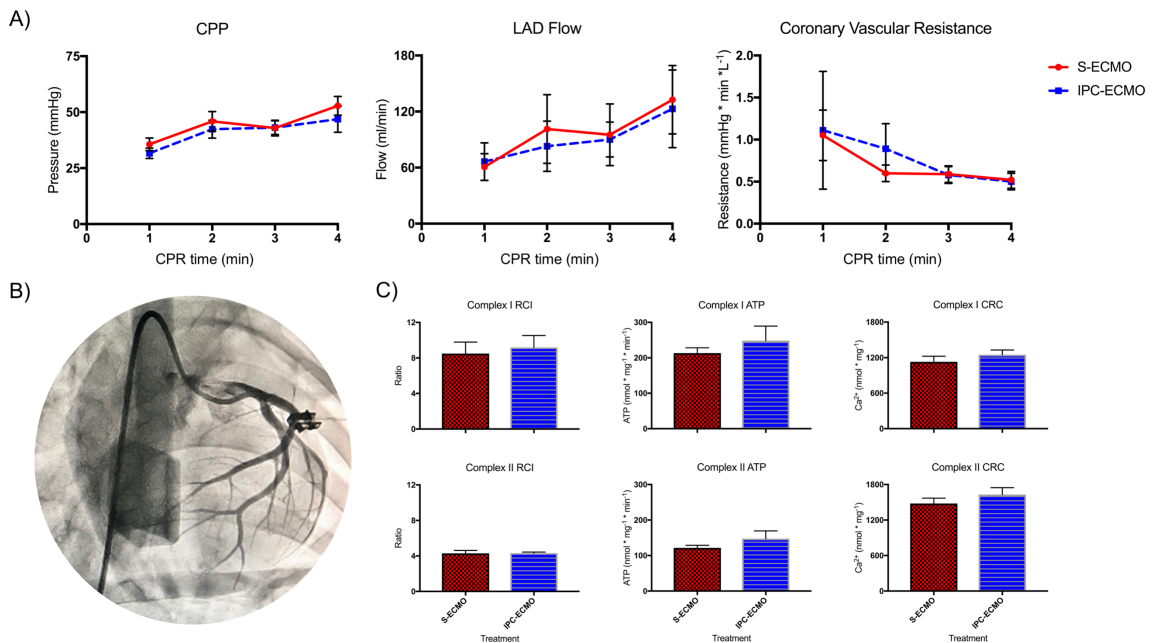 A)
CPP
Pressure (mmHg)
75
50
25
0
0 1 2 3 4
CPR time (min)
LAD Flow
Flow (ml/min)
180
120
60
0
0 1 2 3 4
CPR time (min)
Coronary Vascular Resistance
Resistance (mmHg * min *L-1)
2.0
1.5
1.0
0.5
0.0
0 1 2 3 4
CPR time (min)
S-ECMO
IPC-ECMO
B)
C)
Complex I RCI
Ratio
12
8
4
0
Complex I ATP
ATP (nmol * mg-1 * min-1)
300
200
100
0
Complex I CRC
Ca2+ (nmol * mg-1)
1800
1200
600
0
Complex II RCI
Ratio
12
8
4
0
S-ECMO IPC-ECMO
Treatment
Complex II ATP
ATP (nmol * mg-1 * min-1)
300
200
100
0
S-ECMO IPC-ECMO
Treatment
Complex II CRC
Ca2+ (nmol * mg-1)
1800
1200
600
0
S-ECMO IPC-ECMO
Treatment